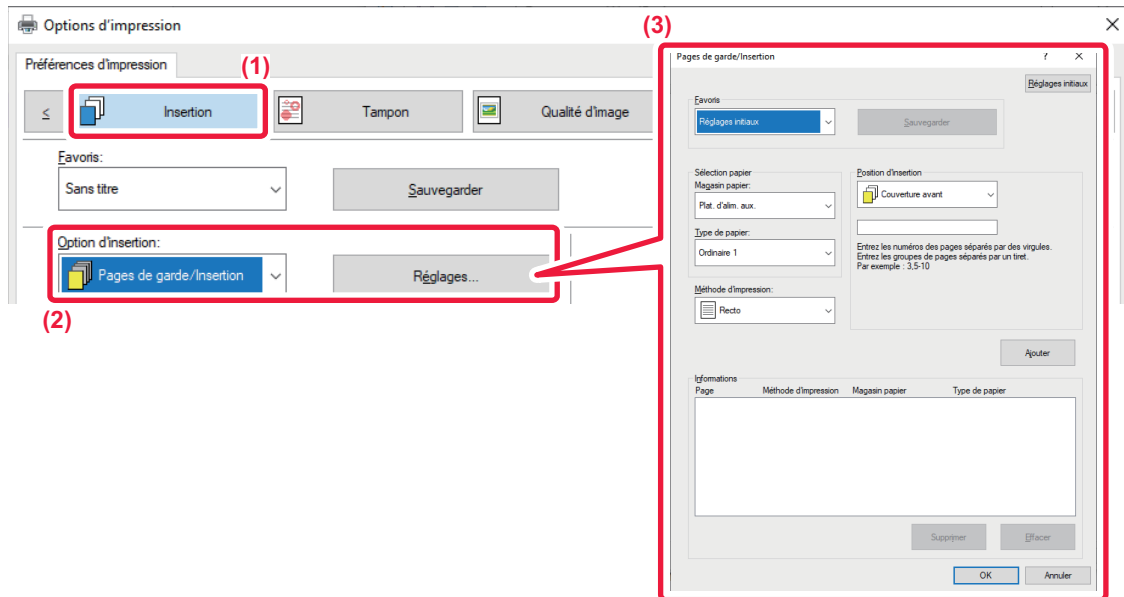 Options d'impression
Préférences d'impression
(1)
<
Insertion
Tampon
Qualité d'image
Favoris:
Sans titre
Sauvegarder
Option d'insertion:
Pages de garde/Insertion
Réglages...
(2)
(3)
Pages de garde/Insertion
?
Réglages initiaux
Favoris
Réglages initiaux
Sauvegarder
Sélection papier
Magasin papier:
Plat. d'alim. aux.
Type de papier:
Ordinaire 1
Position d'insertion
Couverture avant
Entrez les numéros des pages séparés par des virgules.
Entrez les groupes de pages séparés par un tiret.
Par exemple : 3,5-10
Méthode d'impression:
Recto
Ajouter
Informations
Page Méthode d'impression Magasin papier Type de papier
Supprimer
Effacer
OK
Annuler